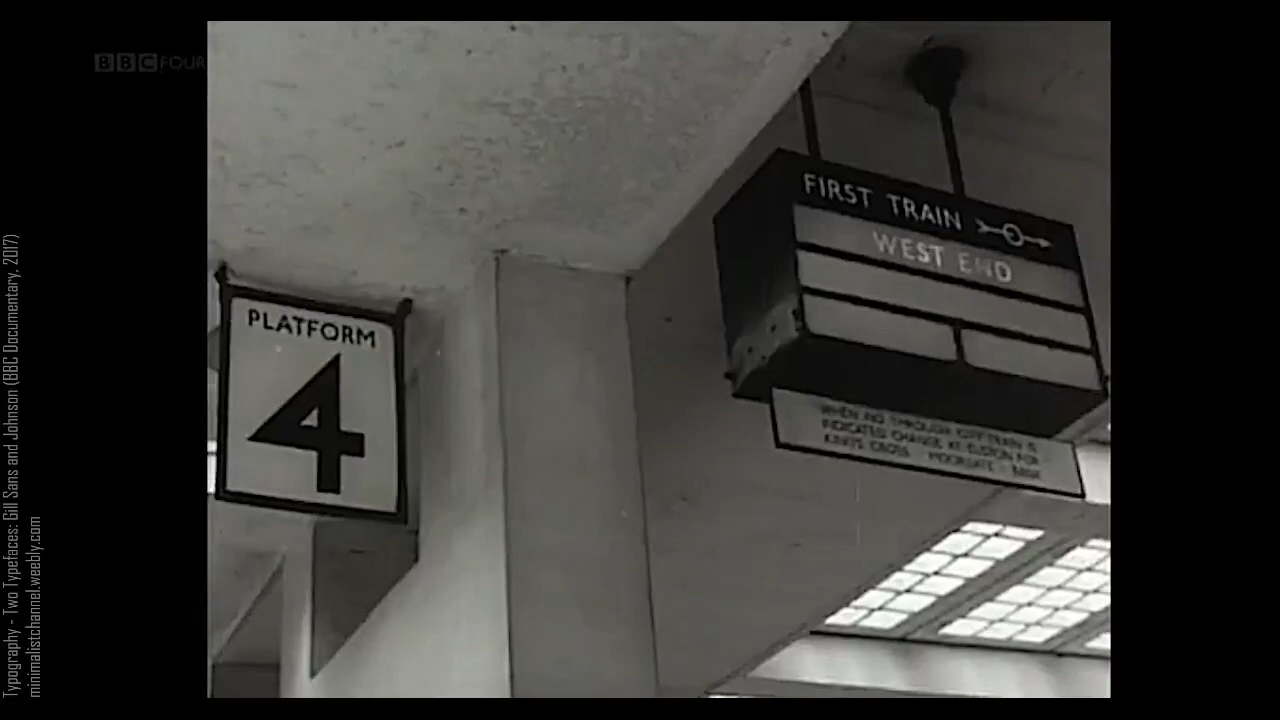 BBC FOUR
FIRST TRAIN
WEST END
PLATFORM
4
WHEN NO THROUGH CITY TRAIN IS
INDICATED CHANGE AT EUSTON FOR
KING'S CROSS MOORGATE - BANK
Typography - Two Typefaces: Gill Sans and Johnson (BBC Documentary, 2017)
minimalistchannel.weebly.com